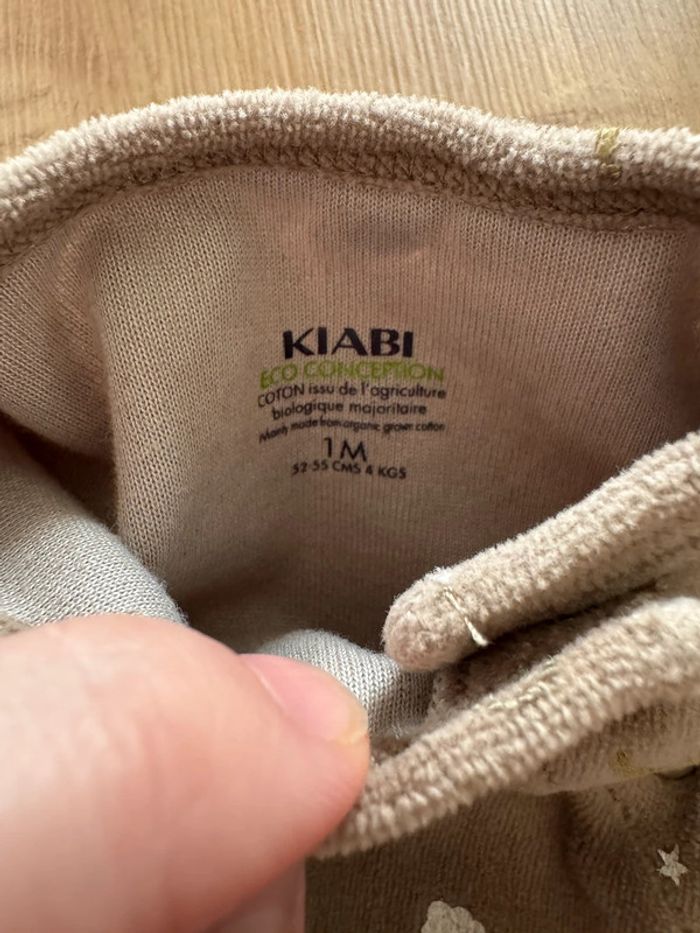 KIABI
ECO CONCEPTION
COTON issu de l'agriculture
biologique majoritaire
Mainly made from organic grown cotton
1M
52-55 CMS 4 KGS